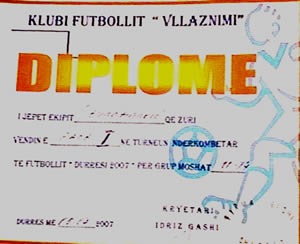 KLUBI FUTBOLLIT "VLLAZNIMI"
DIPLOME
I JEPET EKIPIT QE ZURI
VENDIN E I NE TURNEUN NDERKOMBETAR
TE FUTBOLLIT "DURRESI 2007" PER GRUP MOSHAT
KRYETARI
DURRES ME 2007 IDRIZ GASHI